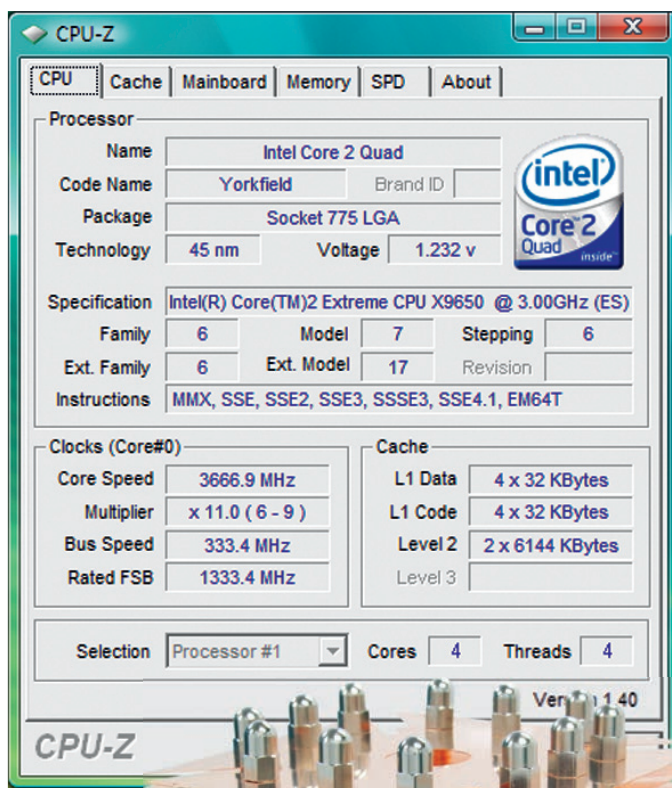 CPU-Z
CPU Cache Mainboard Memory SPD About
Processor
Name Intel Core 2 Quad
Code Name Yorkfield Brand ID
Package Socket 775 LGA
Technology 45 nm Voltage 1.232 v
intel
Core™2
Quad inside™
Specification Intel(R) Core(TM)2 Extreme CPU X9650 @ 3.00GHz (ES)
Family 6 Model 7 Stepping 6
Ext. Family 6 Ext. Model 17 Revision
Instructions MMX, SSE, SSE2, SSE3, SSSE3, SSE4.1, EM64T
Clocks (Core#0)
Core Speed 3666.9 MHz
Multiplier x 11.0 ( 6 - 9 )
Bus Speed 333.4 MHz
Rated FSB 1333.4 MHz
Cache
L1 Data 4 x 32 KBytes
L1 Code 4 x 32 KBytes
Level 2 2 x 6144 KBytes
Level 3
Selection Processor #1 Cores 4 Threads 4
1.40
CPU-Z